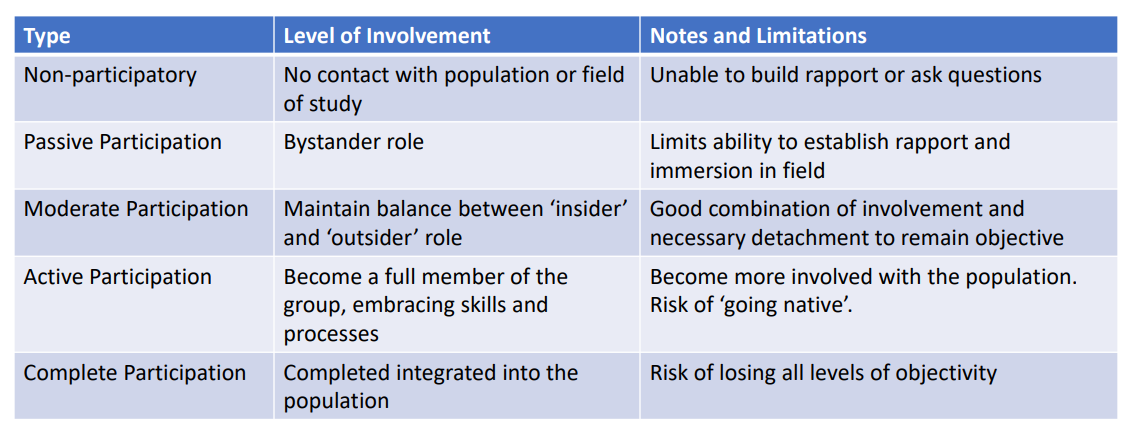 Type Level of Involvement Notes and Limitations
Non-participatory No contact with population or field Unable to build rapport or ask questions
of study
Passive Participation Bystander role Limits ability to establish rapport and
immersion in field
Moderate Participation Maintain balance between ‘insider’ Good combination of involvement and
and ‘outsider’ role necessary detachment to remain objective
Active Participation Become a full member of the Become more involved with the population.
group, embracing skills and Risk of ‘going native’.
processes
Complete Participation Completed integrated into the Risk of losing all levels of objectivity
population